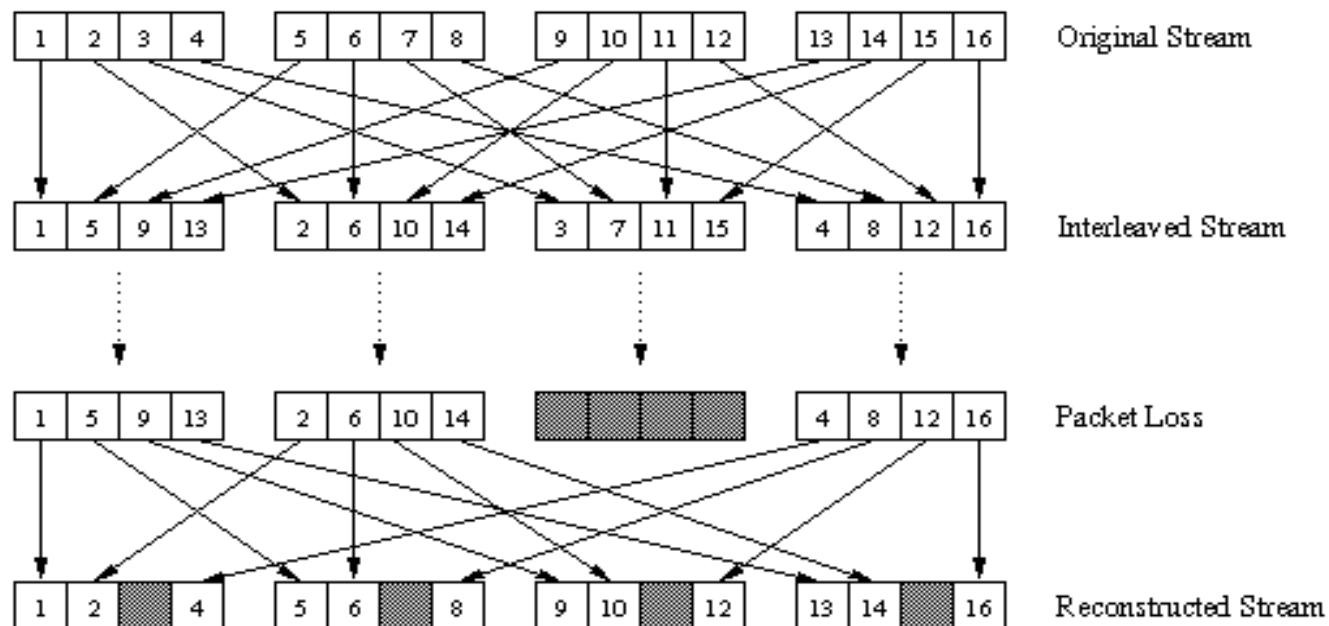 1 2 3 4 5 6 7 8 9 10 11 12 13 14 15 16 Original Stream
1 5 9 13 2 6 10 14 3 7 11 15 4 8 12 16 Interleaved Stream
1 5 9 13 2 6 10 14 4 8 12 16 Packet Loss
1 2 4 5 6 8 9 10 12 13 14 16 Reconstructed Stream